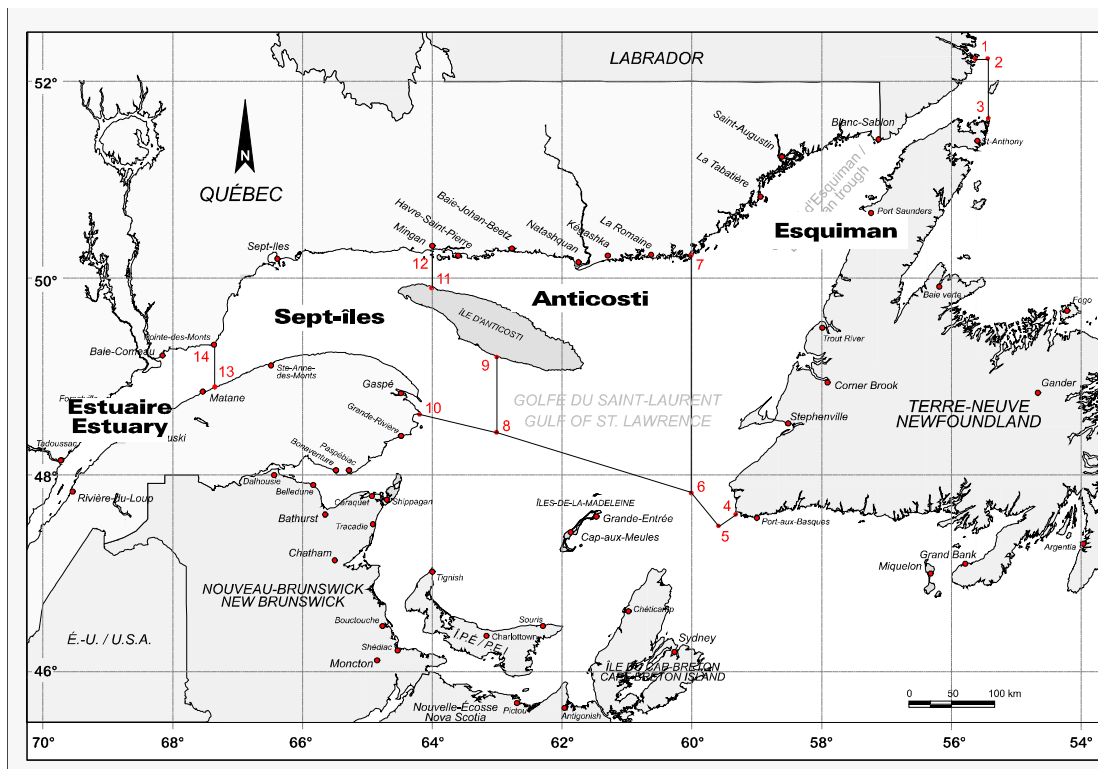 LABRADOR
1
2
52°
3
Blanc-Sablon
Saint-Augustin
St-Anthony
La Tabatière
d'Esquiman /
an trough
N
QUÉBEC
Port Saunders
Esquiman
Baie-Johan-Beetz
Havre-Saint-Pierre
Mingan
Natashquan
Kégashka
La Romaine
Sept-Iles
12
7
50°
11
Anticosti
Baie verte
Fogo
Sept-îles
ÎLE D'ANTICOSTI
Trout River
Pointe-des-Monts
Baie-Comeau
14
9
13
Ste-Anne-
des-Monts
Corner Brook
Gander
Matane
Gaspé
GOLFE DU SAINT-LAURENT
GULF OF ST. LAWRENCE
TERRE-NEUVE
NEWFOUNDLAND
Estuaire
Estuary
10
8
Stephenville
Grande-Rivière
uski
Tadoussac
Paspébiac
Bonaventure
48°
Dalhousie
Belledune
6
Rivière-du-Loup
Caraquet
Shippagan
ÎLES-DE-LA-MADELEINE
4
Bathurst
Grande-Entrée
Port-aux-Basques
Tracadie
Cap-aux-Meules
5
Argentia
Chatham
Grand Bank
Miquelon
Tignish
NOUVEAU-BRUNSWICK
NEW BRUNSWICK
Chéticamp
Bouctouche
Souris
É.-U. / U.S.A.
I.P.É / P.E.I
Charlottown
Shédiac
Sydney
Moncton
ÎLE DU CAP-BRETON
CAPE BRETON ISLAND
46°
0 50 100 km
Nouvelle-Écosse
Nova Scotia
Pictou
Antigonish
70° 68° 66° 64° 62° 60° 58° 56° 54°